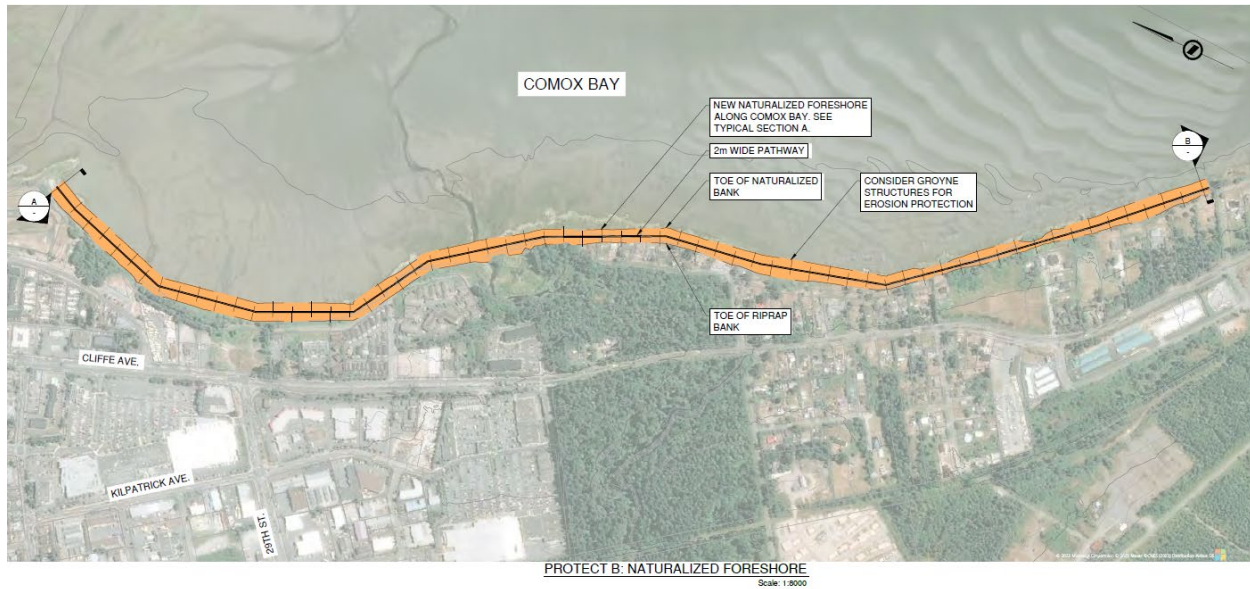 COMOX BAY
NEW NATURALIZED FORESHORE
ALONG COMOX BAY. SEE
TYPICAL SECTION A.
2m WIDE PATHWAY
TOE OF NATURALIZED
BANK
CONSIDER GROYNE
STRUCTURES FOR
EROSION PROTECTION
B
-
A
-
TOE OF RIPRAP
BANK
CLIFFE AVE.
KILPATRICK AVE.
29TH ST.
PROTECT B: NATURALIZED FORESHORE
Scale: 1:8000